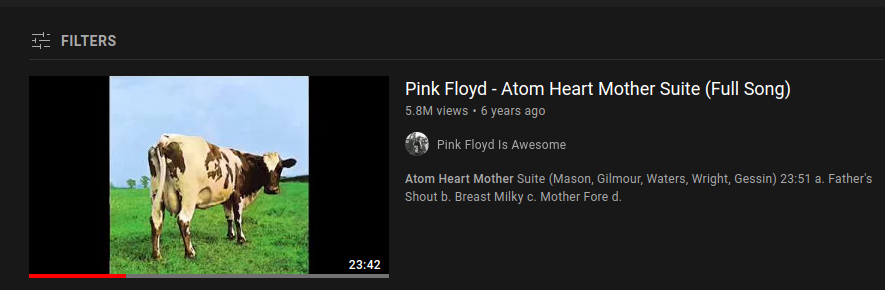 FILTERS
Pink Floyd - Atom Heart Mother Suite (Full Song)
5.8M views • 6 years ago
Pink Floyd Is Awesome
Atom Heart Mother Suite (Mason, Gilmour, Waters, Wright, Gessin) 23:51 a. Father's
Shout b. Breast Milky c. Mother Fore d.
23:42